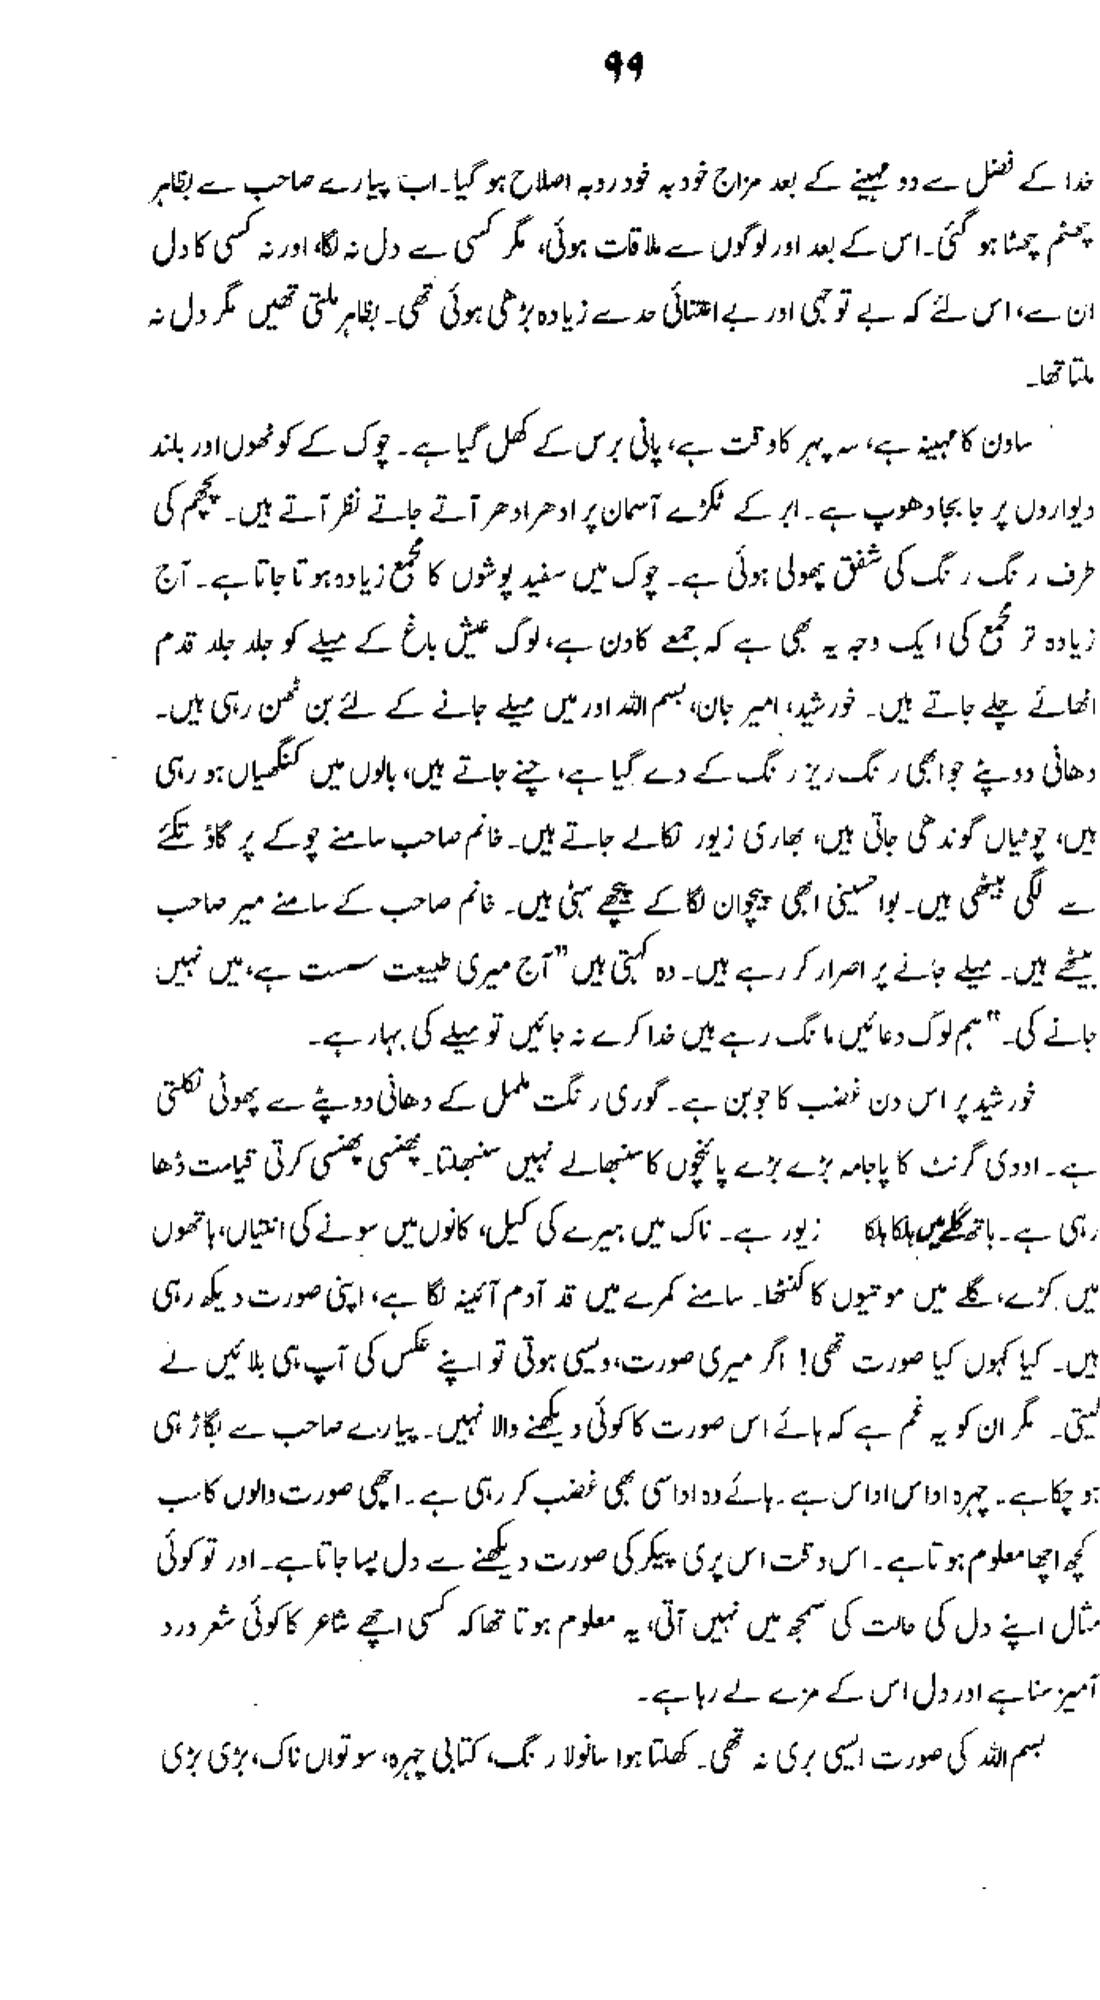 ۹۹
خدا کے فضل سے دو مہینے کے بعد مزاج خود بہ خود روبہ اصلاح ہو گیا۔ اب پیارے صاحب سے بظاہر
چھٹم چھٹا ہو گئی۔ اس کے بعد اور لوگوں سے ملاقات ہوئی، مگر کسی سے دل نہ لگا، اور نہ کسی کا دل
ان سے، اس لئے کہ بے توجہی اور بے اعتنائی حد سے زیادہ بڑھی ہوئی تھی۔ بظاہر ملتی تھیں مگر دل نہ
ملتا تھا۔
ساون کا مہینہ ہے، سہ پہر کا وقت ہے، پانی برس کے کھل گیا ہے۔ چوک کے کوٹھوں اور بلند
دیواروں پر جا بجا دھوپ ہے۔ ابر کے ٹکڑے آسمان پر ادھر ادھر آتے جاتے نظر آتے ہیں۔ پچھم کی
طرف رنگ رنگ کی شفق پھولی ہوئی ہے۔ چوک میں سفید پوشوں کا مجمع زیادہ ہوتا جاتا ہے۔ آج
زیادہ تر مجمع کی ایک وجہ یہ بھی ہے کہ جمعے کا دن ہے، لوگ عیش باغ کے میلے کو جلد جلد قدم
اٹھائے چلے جاتے ہیں۔ خورشید، امیر جان، بسم اللہ اور میں میلے جانے کے لئے بن ٹھن رہی ہیں۔
دھانی دوپٹے جو ابھی رنگ ریز رنگ کے دے گیا ہے، چنے جاتے ہیں، بالوں میں کنگھیاں ہو رہی
ہیں، چوٹیاں گوندھی جاتی ہیں، بھاری زیور نکالے جاتے ہیں۔ خانم صاحب سامنے چوکے پر گاؤ تکئے
سے لگی بیٹھی ہیں۔ بوا حسینی ابھی پیچوان لگا کے پیچھے ہٹی ہیں۔ خانم صاحب کے سامنے میر صاحب
بیٹھے ہیں۔ میلے جانے پر اصرار کر رہے ہیں۔ وہ کہتی ہیں "آج میری طبیعت سست ہے، میں نہیں
جانے کی۔" ہم لوگ دعائیں مانگ رہے ہیں خدا کرے نہ جائیں تو میلے کی بہار ہے۔
خورشید پر اس دن غضب کا جوبن ہے۔ گوری رنگت ململ کے دھانی دوپٹے سے پھوٹی نکلتی
ہے۔ اودی گرنٹ کا پاجامہ بڑے بڑے پائنچوں کا سنبھالے نہیں سنبھلتا۔ پھنسی پھنسی کرتی قیامت ڈھا
رہی ہے۔ ہاتھ گلے میں ہلکا ہلکا زیور ہے۔ ناک میں ہیرے کی کیل، کانوں میں سونے کی انتیاں، ہاتھوں
میں کڑے، گلے میں موتیوں کا کنٹھا۔ سامنے کمرے میں قد آدم آئینہ لگا ہے، اپنی صورت دیکھ رہی
ہیں۔ کیا کہوں کیا صورت تھی! اگر میری صورت ویسی ہوتی تو اپنے عکس کی آپ ہی بلائیں لے
لیتی۔ مگر ان کو یہ غم ہے کہ ہائے اس صورت کا کوئی دیکھنے والا نہیں۔ پیارے صاحب سے بگاڑ ہی
ہو چکا ہے۔ چہرہ اداس اداس ہے۔ ہائے وہ اداسی بھی غضب کر رہی ہے۔ اچھی صورت والوں کا سب
کچھ اچھا معلوم ہوتا ہے۔ اس وقت اس پری پیکر کی صورت دیکھنے سے دل پسا جاتا ہے۔ اور تو کوئی
مثال اپنے دل کی حالت کی سمجھ میں نہیں آتی، یہ معلوم ہوتا تھا کہ کسی اچھے شاعر کا کوئی شعر درد
آمیز سنا ہے اور دل اس کے مزے لے رہا ہے۔
بسم اللہ کی صورت ایسی بری نہ تھی۔ کھلتا ہوا سانولا رنگ، کتابی چہرہ، سوتواں ناک، بڑی بڑی